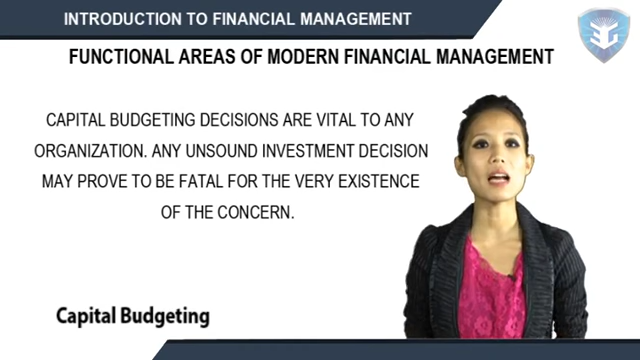 INTRODUCTION TO FINANCIAL MANAGEMENT
FUNCTIONAL AREAS OF MODERN FINANCIAL MANAGEMENT
CAPITAL BUDGETING DECISIONS ARE VITAL TO ANY
ORGANIZATION. ANY UNSOUND INVESTMENT DECISION
MAY PROVE TO BE FATAL FOR THE VERY EXISTENCE
OF THE CONCERN.
Capital Budgeting